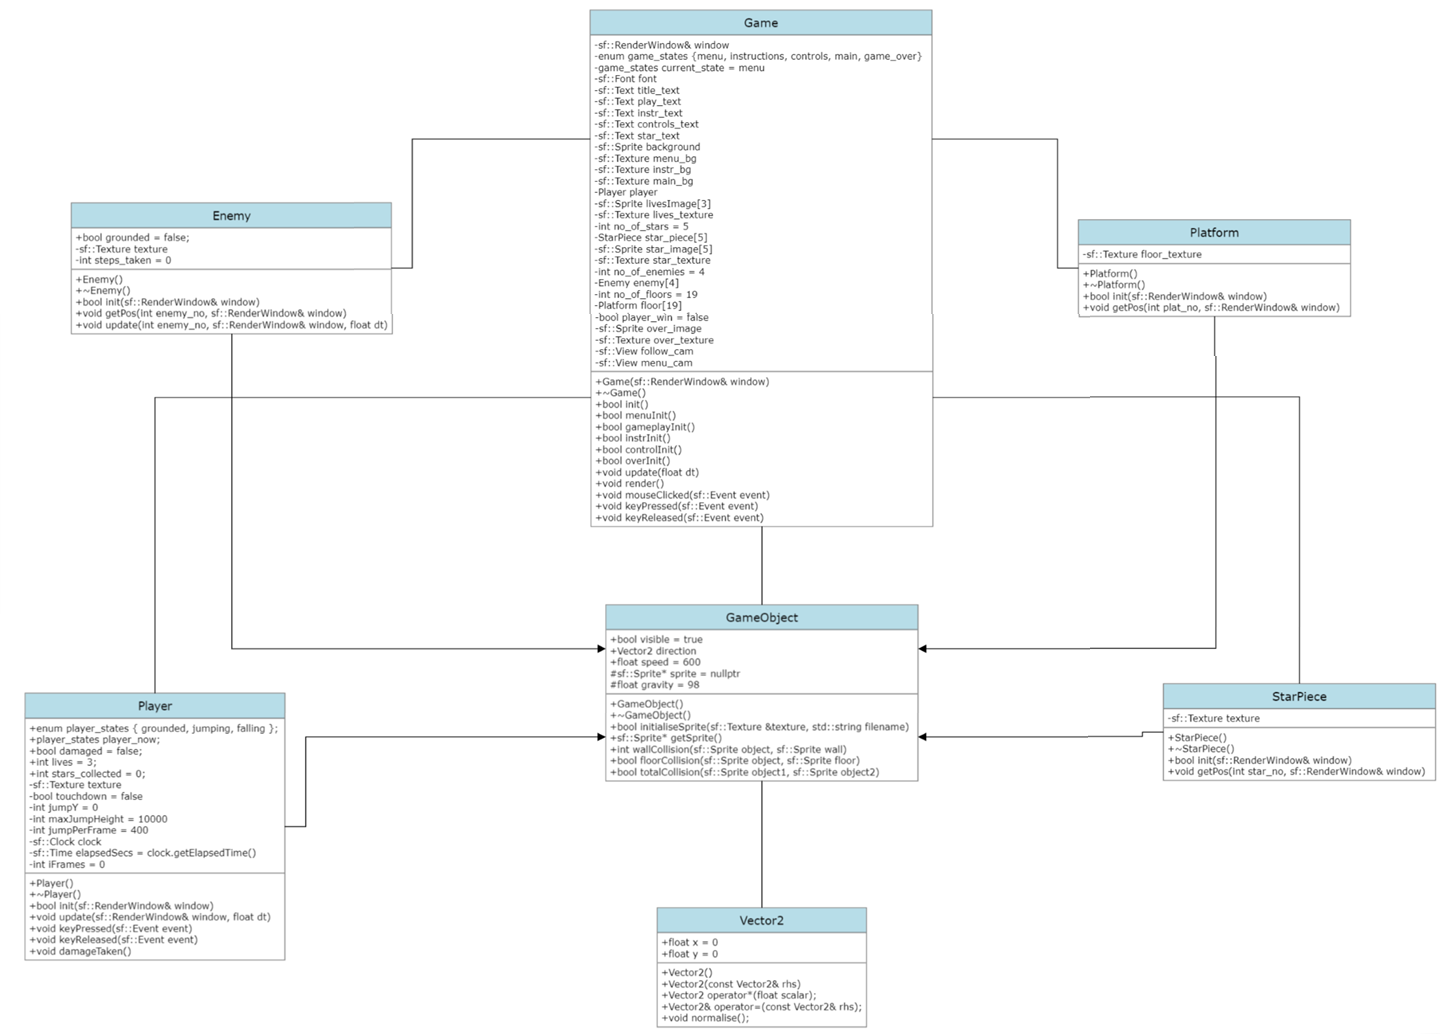 Game
-sf::RenderWindow& window
-enum game_states {menu, instructions, controls, main, game_over}
-game_states current_state = menu
-sf::Font font
-sf::Text title_text
-sf::Text play_text
-sf::Text instr_text
-sf::Text controls_text
-sf::Text star_text
-sf::Sprite background
-sf::Texture menu_bg
-sf::Texture instr_bg
-sf::Texture main_bg
-Player player
-sf::Sprite livesImage[3]
-sf::Texture lives_texture
-int no_of_stars = 5
-StarPiece star_piece[5]
-sf::Sprite star_image[5]
-sf::Texture star_texture
-int no_of_enemies = 4
-Enemy enemy[4]
-int no_of_floors = 19
-Platform floor[19]
-bool player_win = false
-sf::Sprite over_image
-sf::Texture over_texture
-sf::View follow_cam
-sf::View menu_cam
+Game(sf::RenderWindow& window)
+~Game()
+bool init()
+bool menuInit()
+bool gameplayInit()
+bool instrInit()
+bool controlInit()
+bool overInit()
+void update(float dt)
+void render()
+void mouseClicked(sf::Event event)
+void keyPressed(sf::Event event)
+void keyReleased(sf::Event event)
Enemy
+bool grounded = false;
-sf::Texture texture
-int steps_taken = 0
+Enemy()
+~Enemy()
+bool init(sf::RenderWindow& window)
+void getPos(int enemy_no, sf::RenderWindow& window)
+void update(int enemy_no, sf::RenderWindow& window, float dt)
Platform
-sf::Texture floor_texture
+Platform()
+~Platform()
+bool init(sf::RenderWindow& window)
+void getPos(int plat_no, sf::RenderWindow& window)
GameObject
+bool visible = true
+Vector2 direction
+float speed = 600
#sf::Sprite* sprite = nullptr
#float gravity = 98
+GameObject()
+~GameObject()
+bool initialiseSprite(sf::Texture &texture, std::string filename)
+sf::Sprite* getSprite()
+int wallCollision(sf::Sprite object, sf::Sprite wall)
+bool floorCollision(sf::Sprite object, sf::Sprite floor)
+bool totalCollision(sf::Sprite object1, sf::Sprite object2)
Player
+enum player_states { grounded, jumping, falling };
+player_states player_now;
+bool damaged = false;
+int lives = 3;
+int stars_collected = 0;
-sf::Texture texture
-bool touchdown = false
-int jumpY = 0
-int maxJumpHeight = 10000
-int jumpPerFrame = 400
-sf::Clock clock
-sf::Time elapsedSecs = clock.getElapsedTime()
-int iFrames = 0
+Player()
+~Player()
+bool init(sf::RenderWindow& window)
+void update(sf::RenderWindow& window, float dt)
+void keyPressed(sf::Event event)
+void keyReleased(sf::Event event)
+void damageTaken()
StarPiece
-sf::Texture texture
+StarPiece()
+~StarPiece()
+bool init(sf::RenderWindow& window)
+void getPos(int star_no, sf::RenderWindow& window)
Vector2
+float x = 0
+float y = 0
+Vector2()
+Vector2(const Vector2& rhs)
+Vector2 operator*(float scalar);
+Vector2& operator=(const Vector2& rhs);
+void normalise();